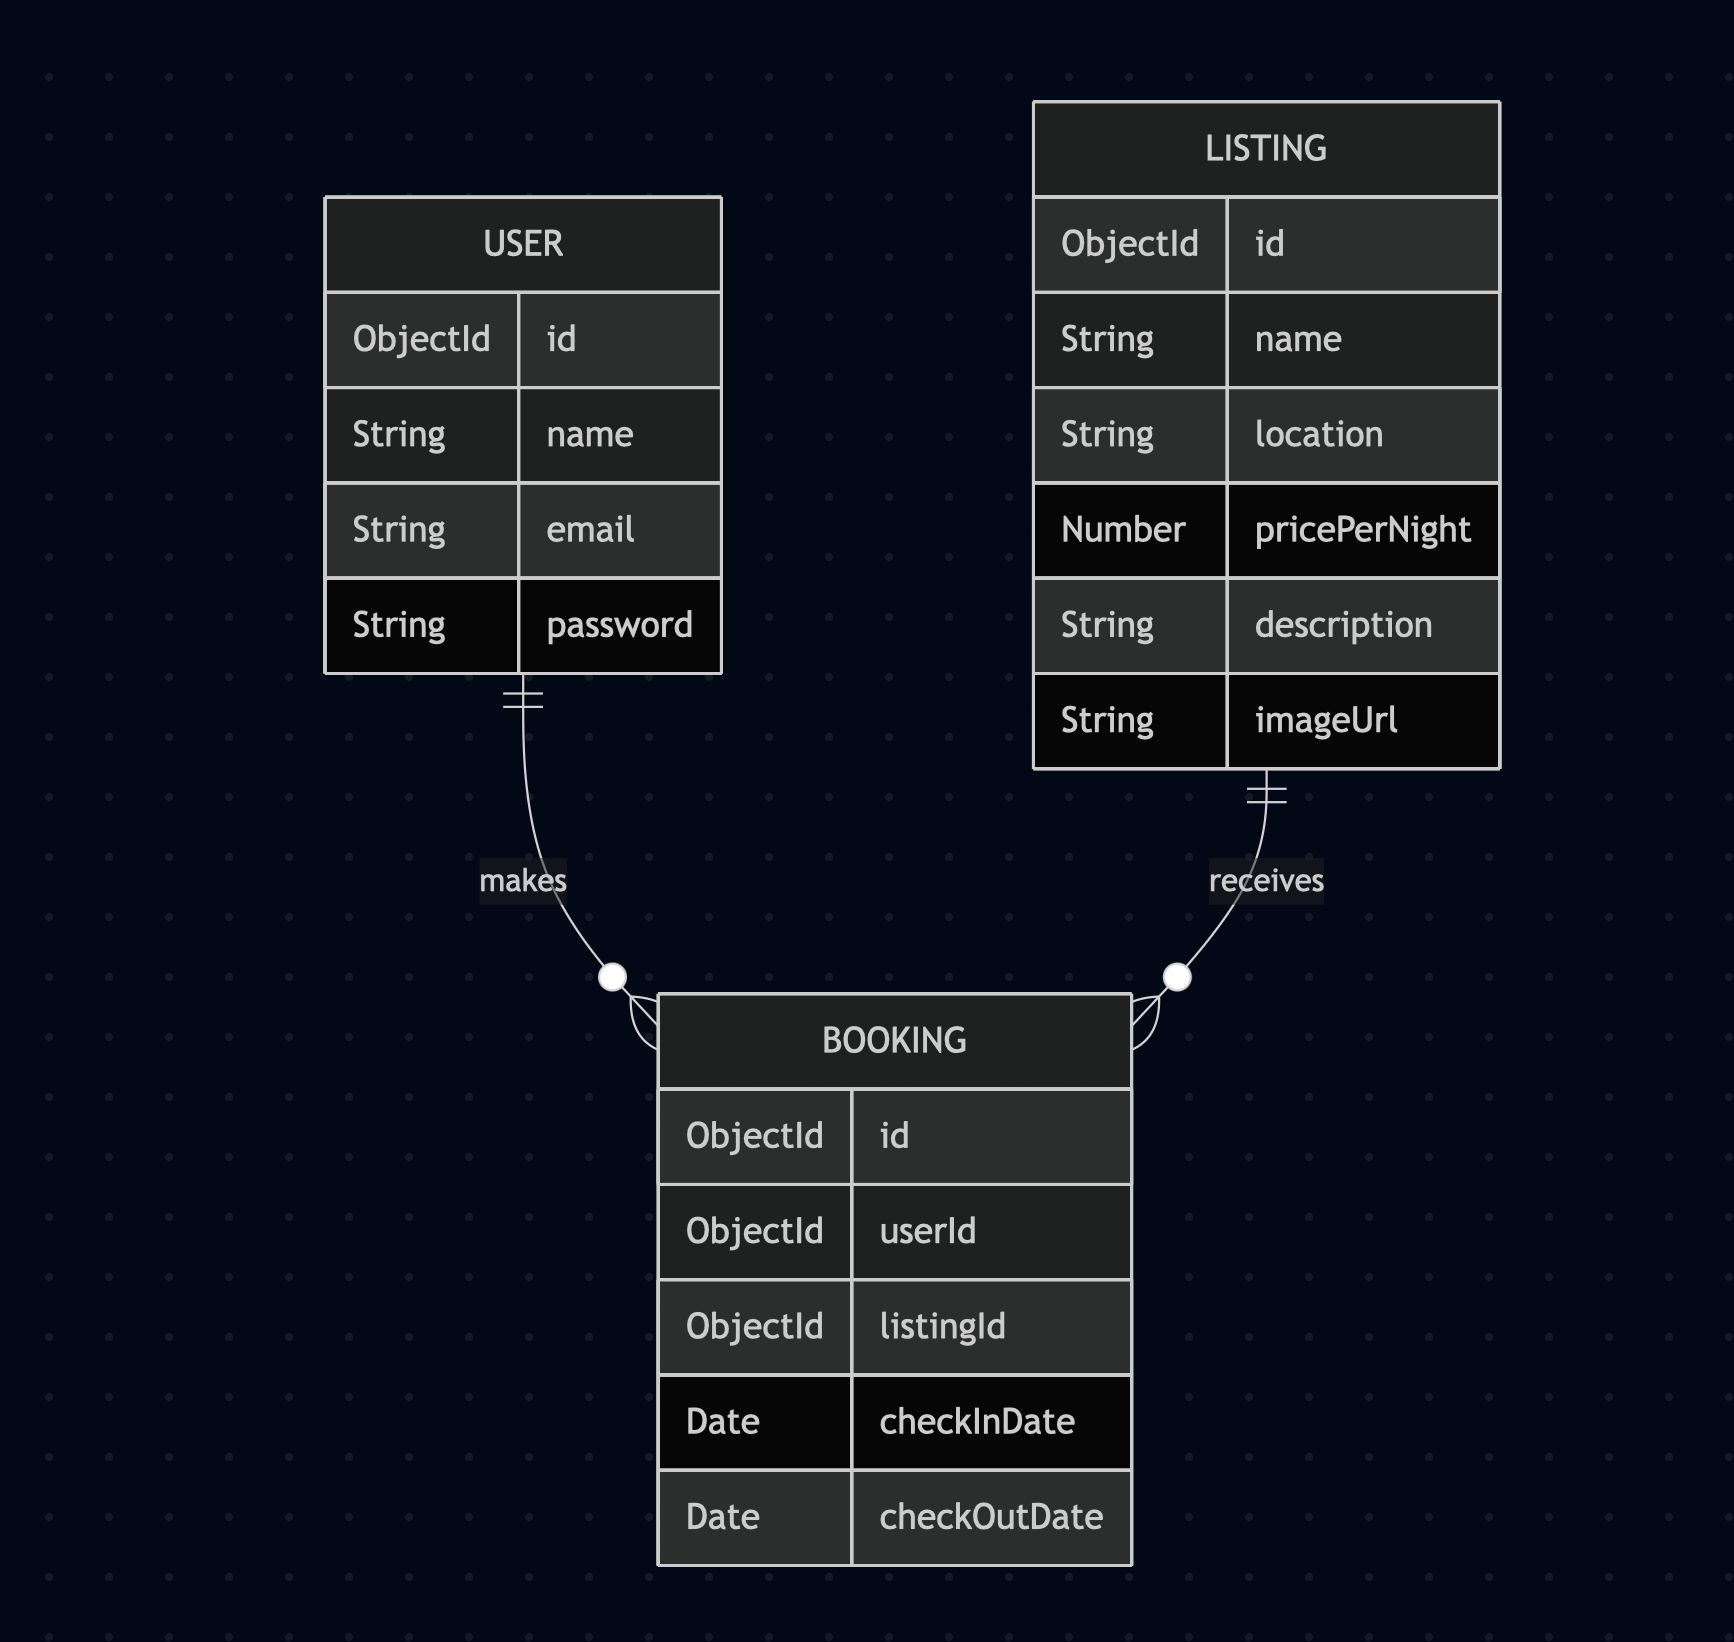 USER
ObjectId id
String name
String email
String password
LISTING
ObjectId id
String name
String location
Number pricePerNight
String description
String imageUrl
makes
receives
BOOKING
ObjectId id
ObjectId userId
ObjectId listingId
Date checkInDate
Date checkOutDate